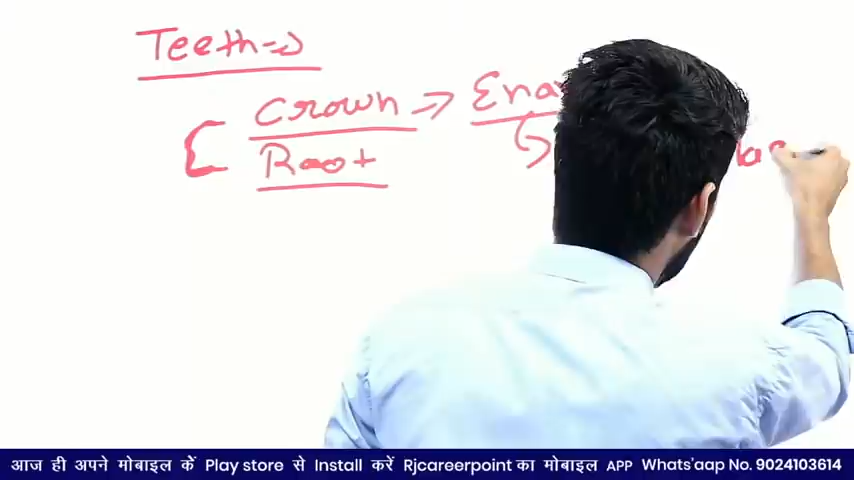 Teeth→
Crown → Ena
Root
आज ही अपने मोबाइल कें Play store से Install करें Rjcareerpoint का मोबाइल APP Whats'aap No. 9024103614